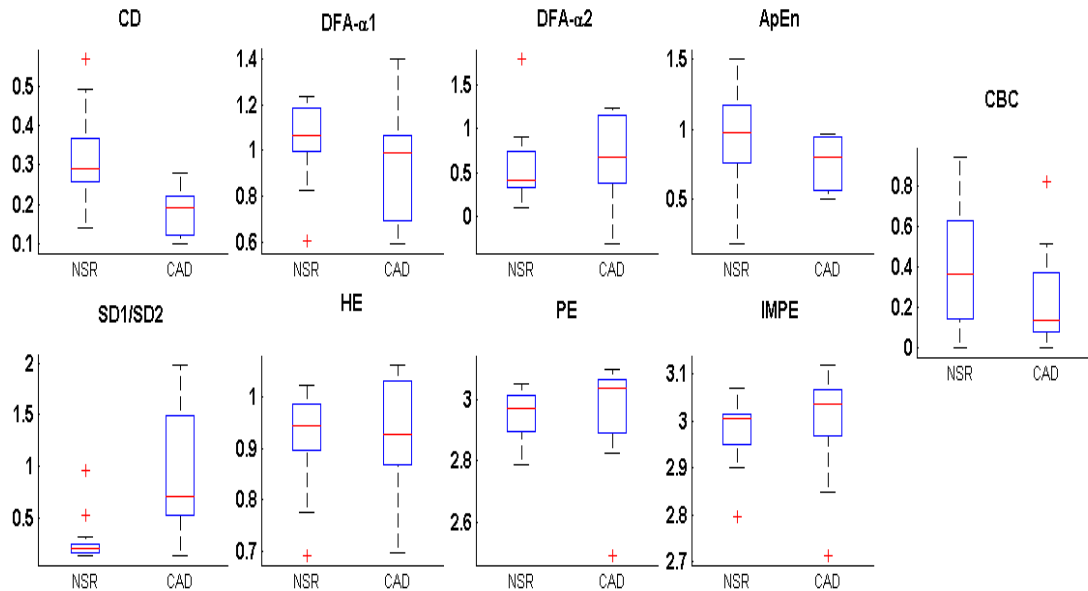 CD
0.5
0.4
0.3
0.2
0.1
NSR CAD
DFA-α1
1.4
1.2
1
0.8
0.6
NSR CAD
DFA-α2
1.5
1
0.5
0
NSR CAD
ApEn
1.5
1
0.5
NSR CAD
CBC
0.8
0.6
0.4
0.2
0
NSR CAD
SD1/SD2
2
1.5
1
0.5
NSR CAD
HE
1
0.9
0.8
0.7
NSR CAD
PE
3
2.8
2.6
NSR CAD
IMPE
3.1
3
2.9
2.8
2.7
NSR CAD